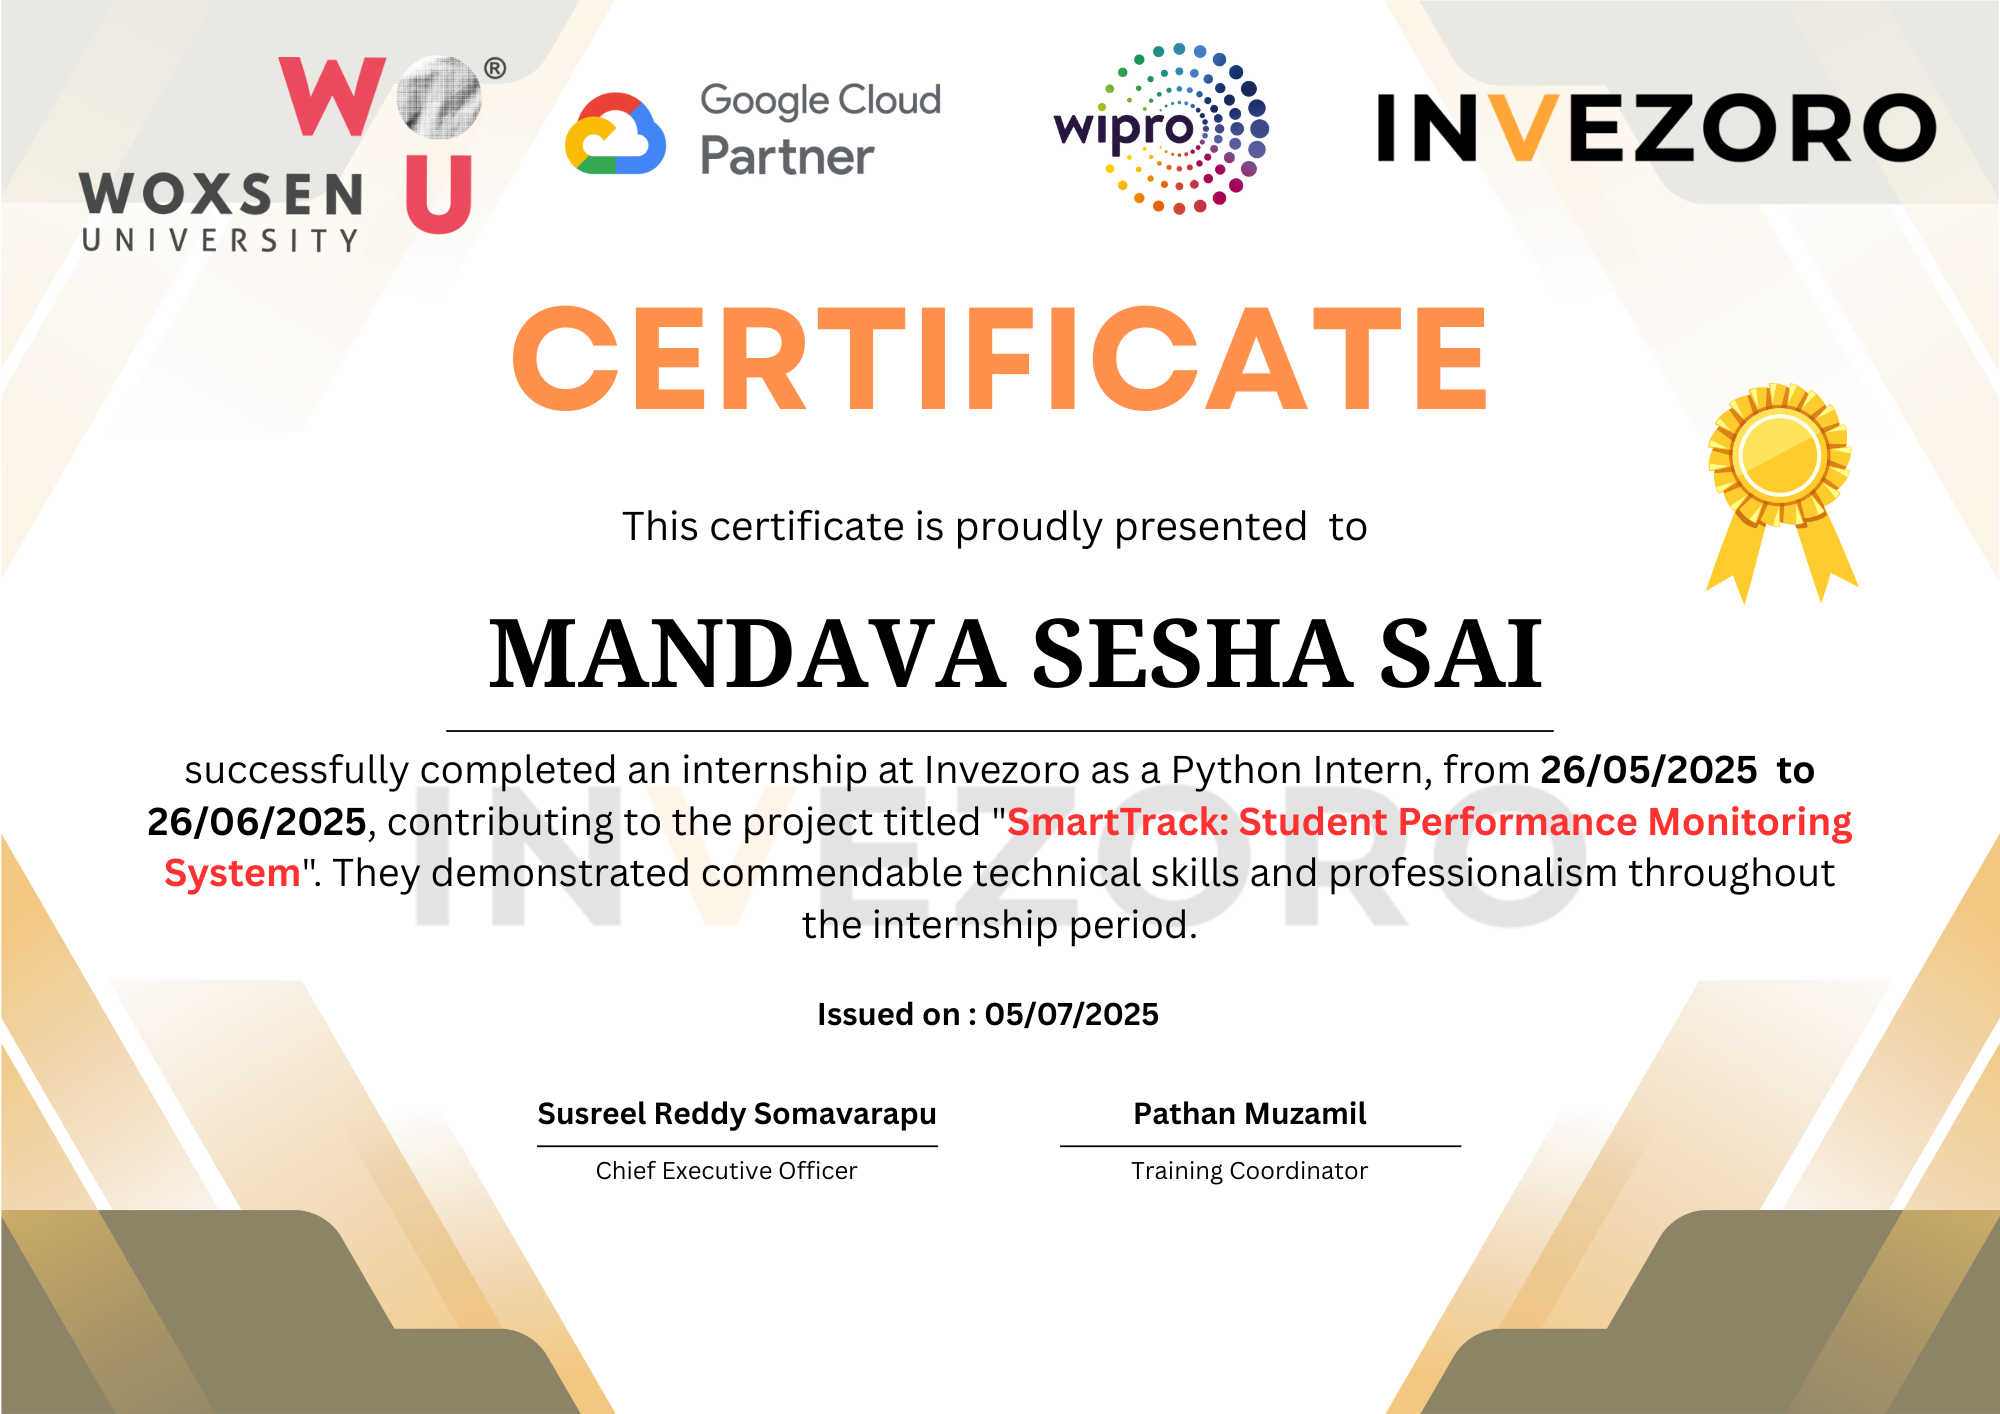 WOU®
WOXSEN
UNIVERSITY
Google Cloud
Partner
wipro
INVEZORO
CERTIFICATE
This certificate is proudly presented to
MANDAVA SESHA SAI
successfully completed an internship at Invezoro as a Python Intern, from 26/05/2025 to
26/06/2025, contributing to the project titled "SmartTrack: Student Performance Monitoring
System". They demonstrated commendable technical skills and professionalism throughout
the internship period.
INVEZORO
Issued on : 05/07/2025
Susreel Reddy Somavarapu
Chief Executive Officer
Pathan Muzamil
Training Coordinator